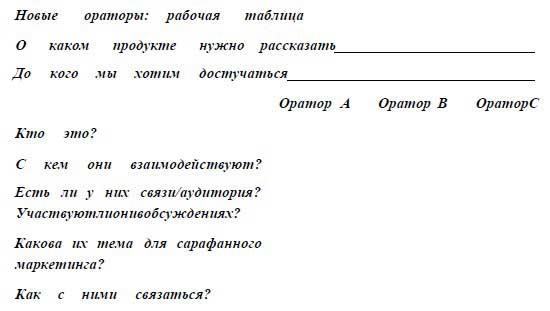 Новые ораторы: рабочая таблица
О каком продукте нужно рассказать
До кого мы хотим достучаться
Оратор А Оратор В ОраторС
Кто это?
С кем они взаимодействуют?
Есть ли у них связи/аудитория?
Участвуютлионивобсуждениях?
Какова их тема для сарафанного
маркетинга?
Как с ними связаться?